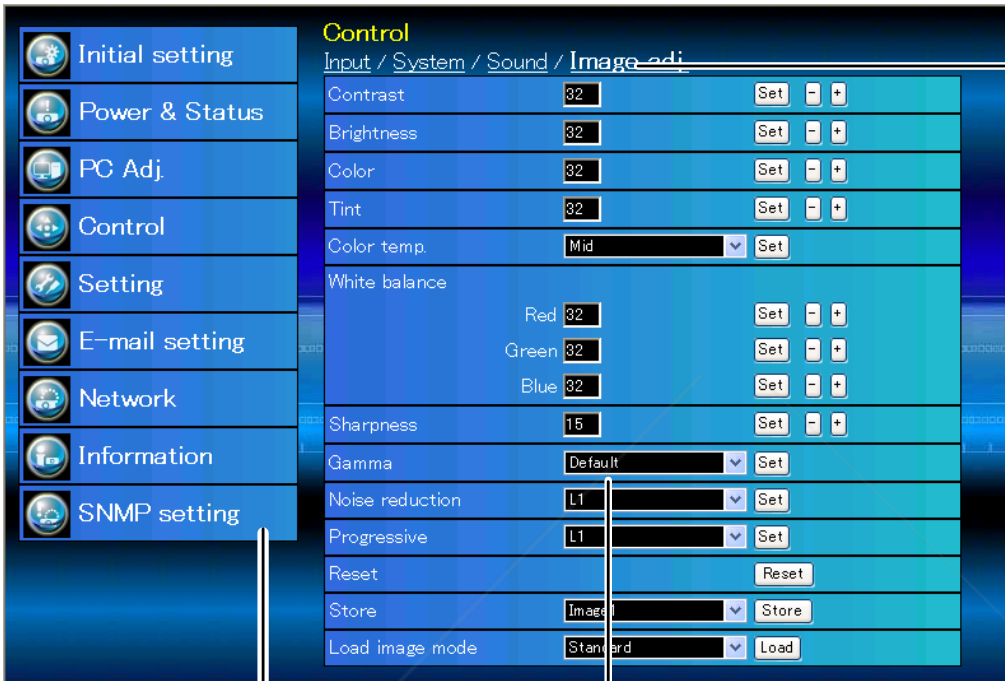 Initial setting
Power & Status
PC Adj.
Control
Setting
E-mail setting
Network
Information
SNMP setting
Control
Input / System / Sound / Image adj.
Contrast 32 Set - +
Brightness 32 Set - +
Color 32 Set - +
Tint 32 Set - +
Color temp. Mid Set
White balance
Red 32 Set - +
Green 32 Set - +
Blue 32 Set - +
Sharpness 15 Set - +
Gamma Default Set
Noise reduction L1 Set
Progressive L1 Set
Reset Reset
Store Image1 Store
Load image mode Standard Load